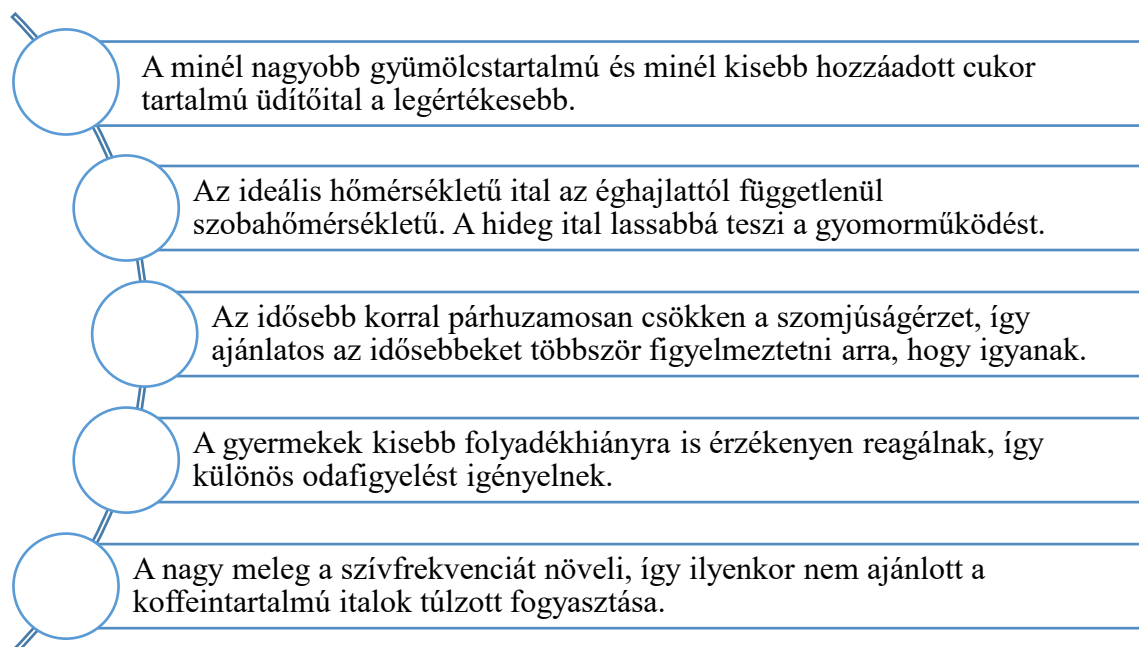 A minél nagyobb gyümölcstartalmú és minél kisebb hozzáadott cukor
tartalmú üdítőital a legértékesebb.
Az ideális hőmérsékletű ital az éghajlattól függetlenül
szobahőmérsékletű. A hideg ital lassabbá teszi a gyomorműködést.
Az idősebb korral párhuzamosan csökken a szomjúságérzet, így
ajánlatos az idősebbeket többször figyelmeztetni arra, hogy igyanak.
A gyermekek kisebb folyadékhiányra is érzékenyen reagálnak, így
különös odafigyelést igényelnek.
A nagy meleg a szívfrekvenciát növeli, így ilyenkor nem ajánlott a
koffeintartalmú italok túlzott fogyasztása.